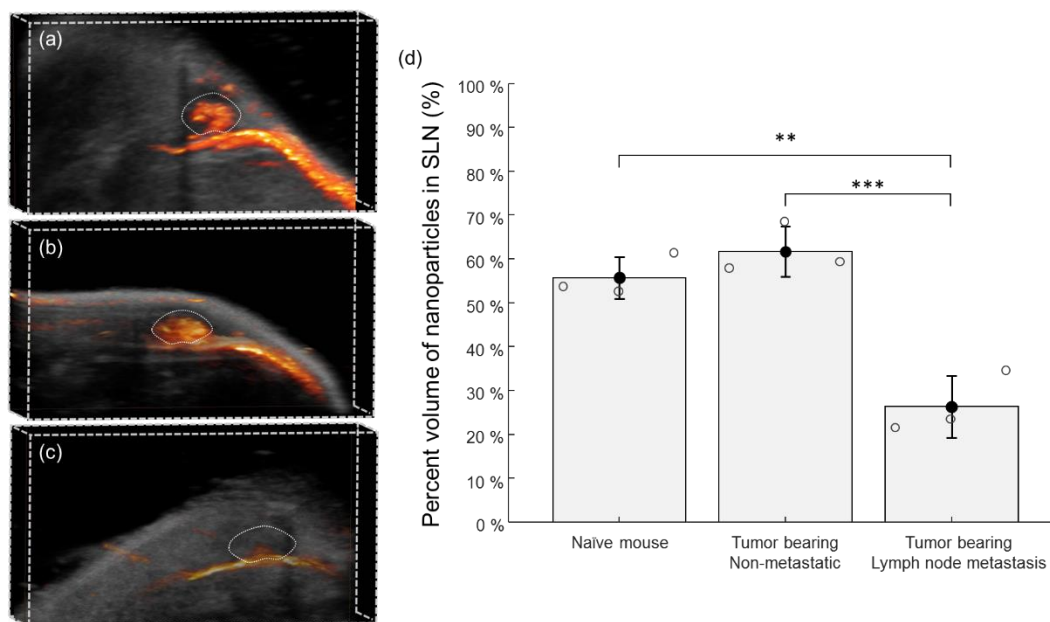 (a)
(b)
(c)
(d)
Percent volume of nanoparticles in SLN (%)
100 %
90 %
80 %
70 %
60 %
50 %
40 %
30 %
20 %
10 %
0 %
**
***
Naïve mouse
Tumor bearing
Non-metastatic
Tumor bearing
Lymph node metastasis